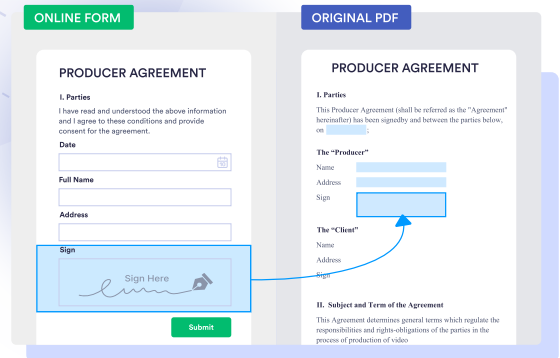 ONLINE FORM
PRODUCER AGREEMENT
I. Parties
I have read and understood the above information
and I agree to these conditions and provide
consent for the agreement.
Date
Full Name
Address
Sign
Sign Here
Submit
ORIGINAL PDF
PRODUCER AGREEMENT
I. Parties
This Producer Agreement (shall be referred as the "Agreement"
hereinafter) has been signedby and between the parties below,
on ;
The “Producer”
Name
Address
Sign
The “Client”
Name
Address
Sign
II. Subject and Term of the Agreement
This Agreement determines general terms which regulate the
responsibilities and rights-obligations of the parties in the
process of production of video